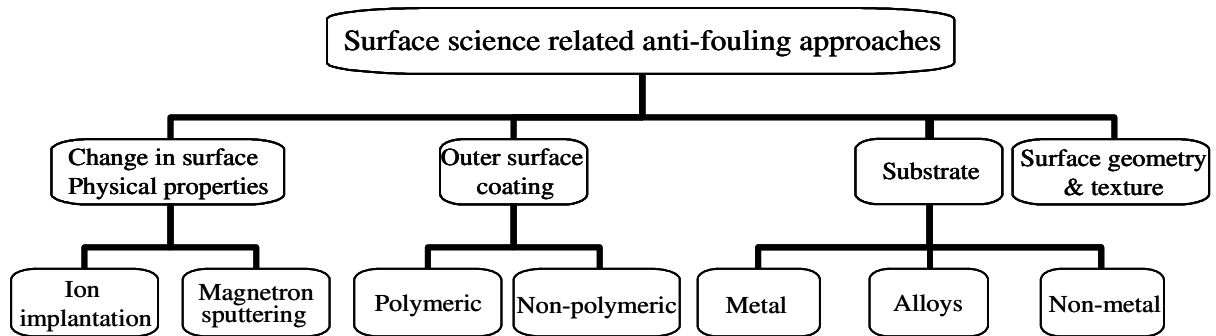 Surface science related anti-fouling approaches
Change in surface
Physical properties
Outer surface
coating
Substrate
Surface geometry
& texture
Ion
implantation
Magnetron
sputtering
Polymeric
Non-polymeric
Metal
Alloys
Non-metal